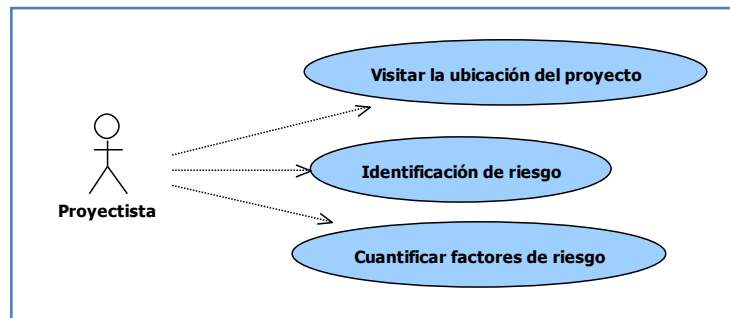 Visitar la ubicación del proyecto
Identificación de riesgo
Proyectista
Cuantificar factores de riesgo